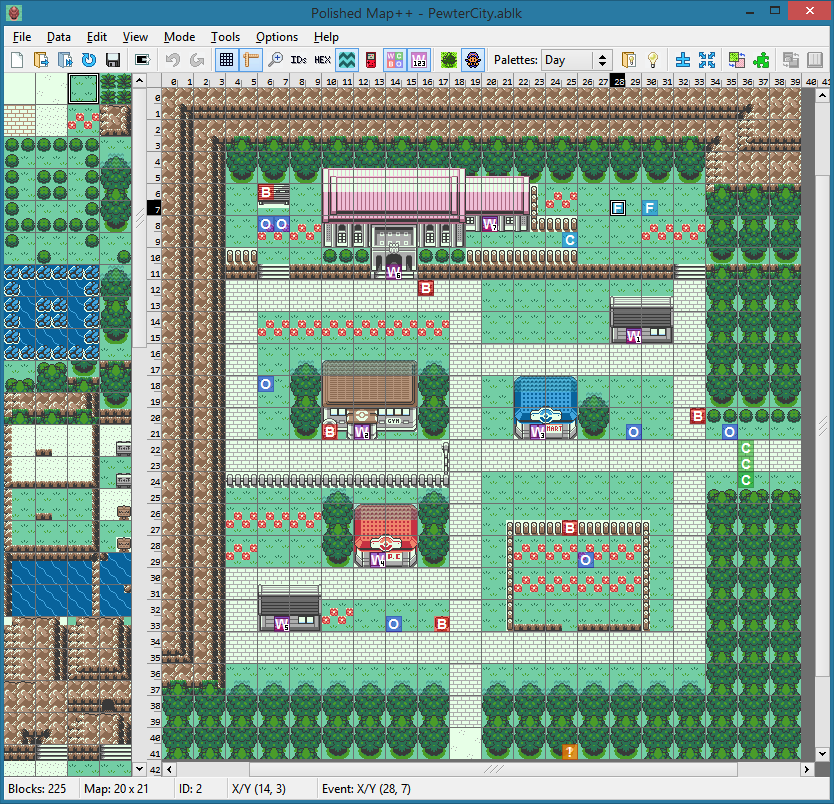 Polished Map++ - PewterCity.ablk
File Data Edit View Mode Tools Options Help
IDs HEX W C B O 123 Palettes: Day
0 1 2 3 4 5 6 7 8 9 10 11 12 13 14 15 16 17 18 19 20 21 22 23 24 25 26 27 28 29 30 31 32 33 34 35 36 37 38 39 40 41
0
1
2
3
4
5
6 B
7 F F
8 O O W7
9 C
10
11 W6
12 B
13
14
15 W1
16
17
18 O
19
20 GYM B
21 B W2 W3 MART O O
22 C
23 C
24 C
25
26
27 B
28 P.C
29 W4 O
30
31
32
33 W5 O B
34
35
36
37
38
39
40
41 ?
42
Blocks: 225 Map: 20 x 21 ID: 2 X/Y (14, 3) Event: X/Y (28, 7)